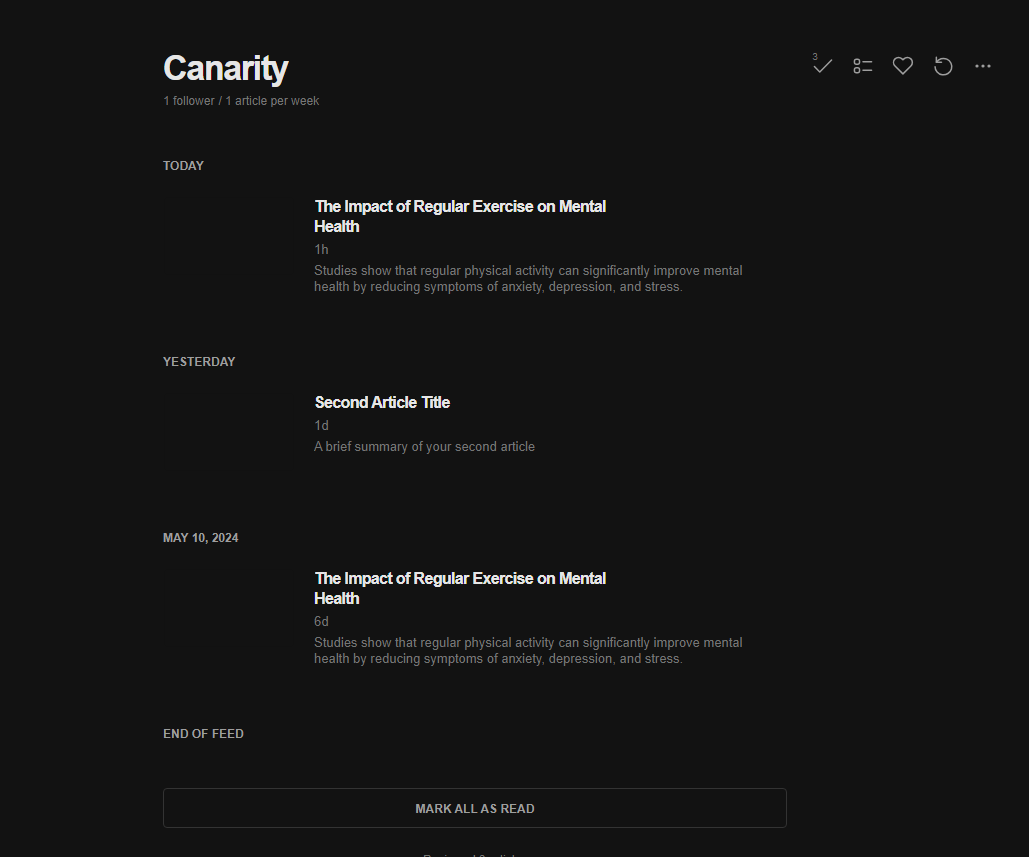 Canarity
3
1 follower / 1 article per week
TODAY
The Impact of Regular Exercise on Mental
Health
1h
Studies show that regular physical activity can significantly improve mental
health by reducing symptoms of anxiety, depression, and stress.
YESTERDAY
Second Article Title
1d
A brief summary of your second article
MAY 10, 2024
The Impact of Regular Exercise on Mental
Health
6d
Studies show that regular physical activity can significantly improve mental
health by reducing symptoms of anxiety, depression, and stress.
END OF FEED
MARK ALL AS READ